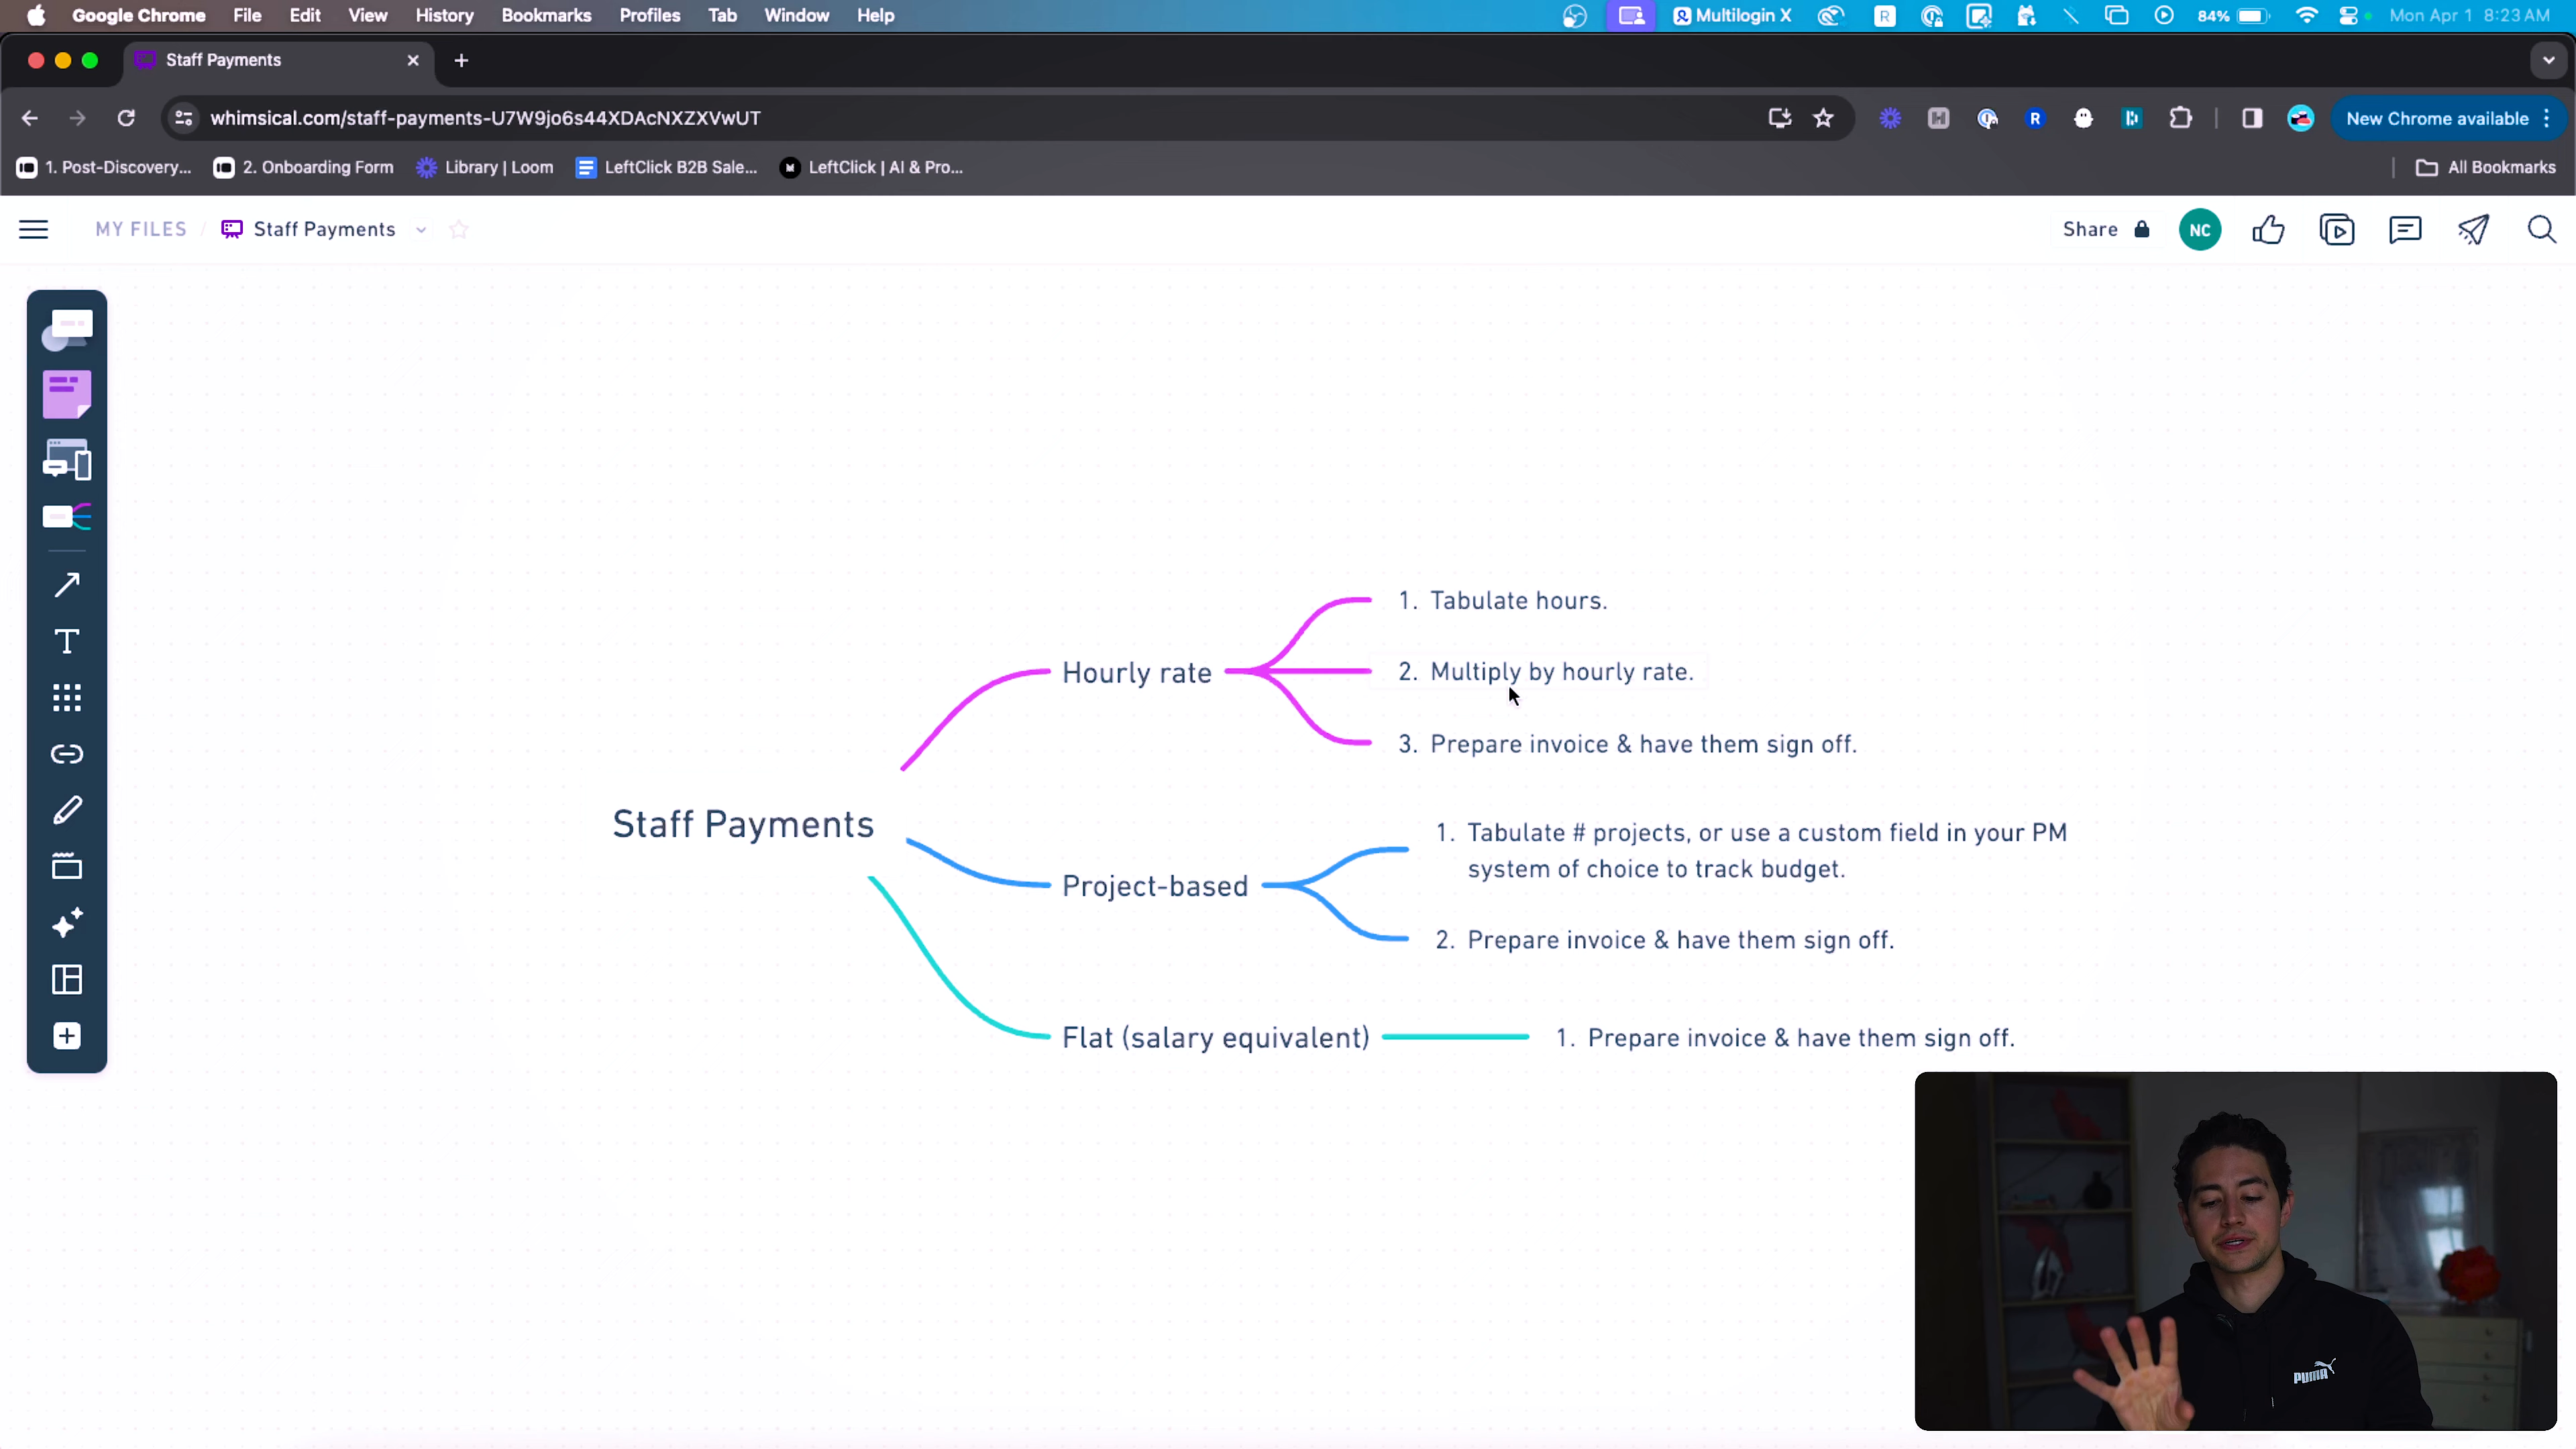 Google Chrome File Edit View History Bookmarks Profiles Tab Window Help R Multilogin X 84% Mon Apr 1 8:23 AM
Staff Payments
whimsical.com/staff-payments-U7W9jo6s44XDAcNXZXVwUT H R New Chrome available
1. Post-Discovery... 2. Onboarding Form Library | Loom LeftClick B2B Sale... LeftClick | AI & Pro... All Bookmarks
MY FILES / Staff Payments Share NC
T
1. Tabulate hours.
Hourly rate 2. Multiply by hourly rate.
3. Prepare invoice & have them sign off.
Staff Payments
1. Tabulate # projects, or use a custom field in your PM
system of choice to track budget.
Project-based
2. Prepare invoice & have them sign off.
Flat (salary equivalent) 1. Prepare invoice & have them sign off.
PUMA